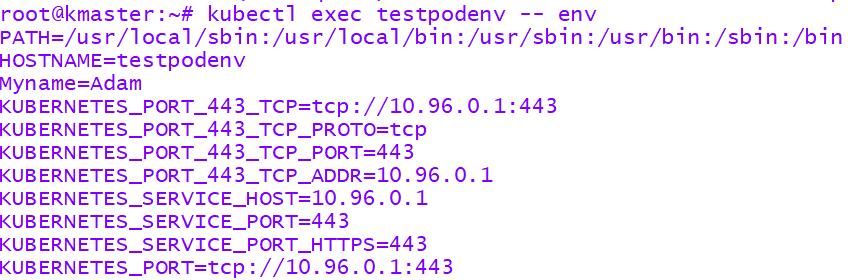 root@kmaster:~# kubectl exec testpodenv -- env
PATH=/usr/local/sbin:/usr/local/bin:/usr/sbin:/usr/bin:/sbin:/bin
HOSTNAME=testpodenv
Myname=Adam
KUBERNETES_PORT_443_TCP=tcp://10.96.0.1:443
KUBERNETES_PORT_443_TCP_PROTO=tcp
KUBERNETES_PORT_443_TCP_PORT=443
KUBERNETES_PORT_443_TCP_ADDR=10.96.0.1
KUBERNETES_SERVICE_HOST=10.96.0.1
KUBERNETES_SERVICE_PORT=443
KUBERNETES_SERVICE_PORT_HTTPS=443
KUBERNETES_PORT=tcp://10.96.0.1:443